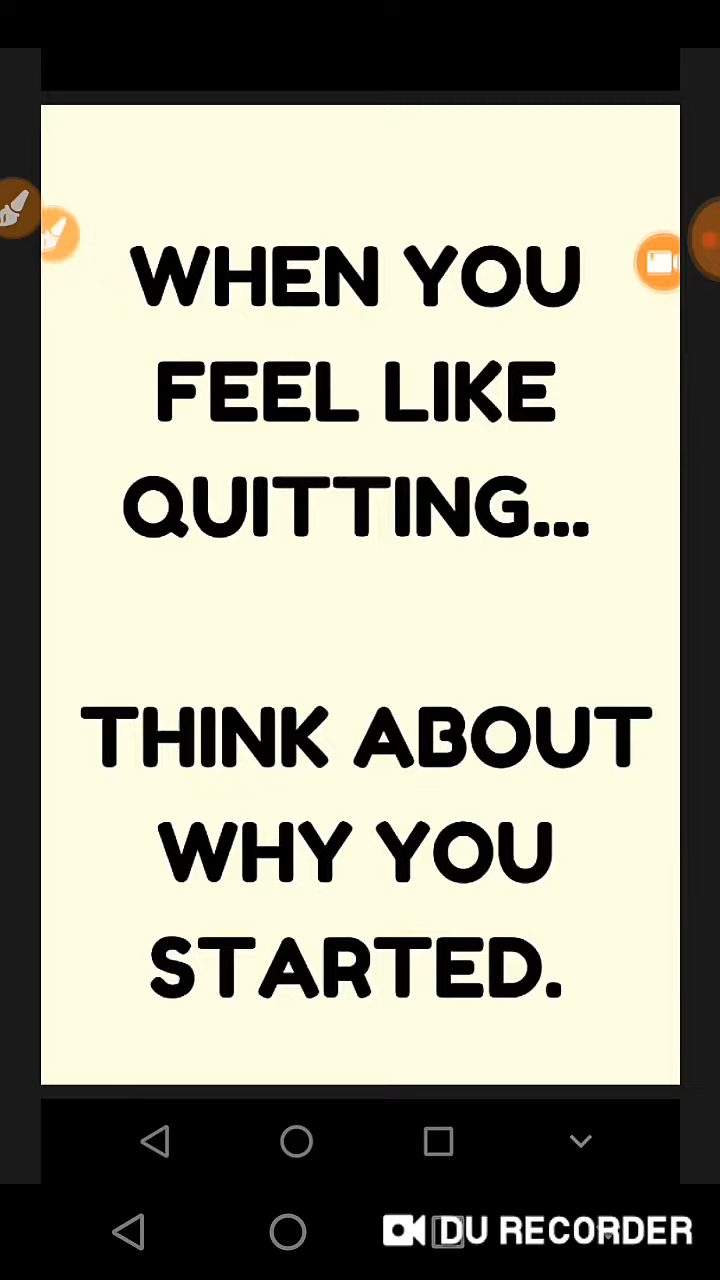 WHEN YOU
FEEL LIKE
QUITTING...
THINK ABOUT
WHY YOU
STARTED.
DU RECORDER